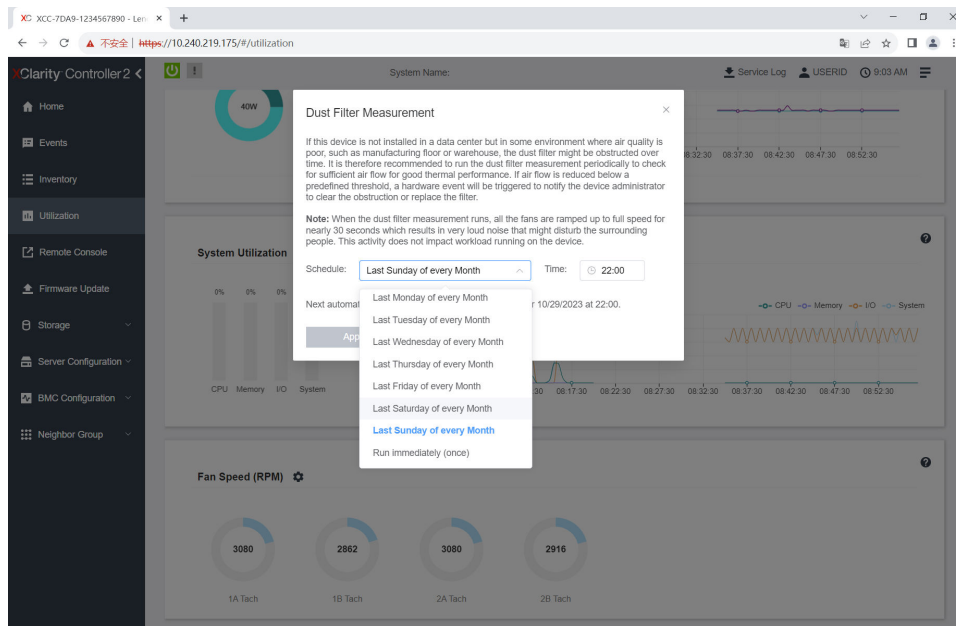 XC XCC-7DA9-1234567890 - Len
不安全 | https://10.240.219.175/#/utilization
XClarity Controller 2
System Name:
Service Log
USERID
9:03 AM
Home
Events
Inventory
Utilization
Remote Console
Firmware Update
Storage
Server Configuration
BMC Configuration
Neighbor Group
40W
08:32:30 08:37:30 08:42:30 08:47:30 08:52:30
Dust Filter Measurement
If this device is not installed in a data center but in some environment where air quality is
poor, such as manufacturing floor or warehouse, the dust filter might be obstructed over
time. It is therefore recommended to run the dust filter measurement periodically to check
for sufficient air flow for good thermal performance. If air flow is reduced below a
predefined threshold, a hardware event will be triggered to notify the device administrator
to clear the obstruction or replace the filter.
Note: When the dust filter measurement runs, all the fans are ramped up to full speed for
nearly 30 seconds which results in very loud noise that might disturb the surrounding
people. This activity does not impact workload running on the device.
Schedule: Last Sunday of every Month Time: 22:00
Next automat
10/29/2023 at 22:00.
App
Last Monday of every Month
Last Tuesday of every Month
Last Wednesday of every Month
Last Thursday of every Month
Last Friday of every Month
Last Saturday of every Month
Last Sunday of every Month
Run immediately (once)
System Utilization
0% 0% 0%
CPU Memory I/O System
CPU Memory I/O System
:30 08:17:30 08:22:30 08:27:30 08:32:30 08:37:30 08:42:30 08:47:30 08:52:30
Fan Speed (RPM)
3080 2862 3080 2916
1A Tach 1B Tach 2A Tach 2B Tach